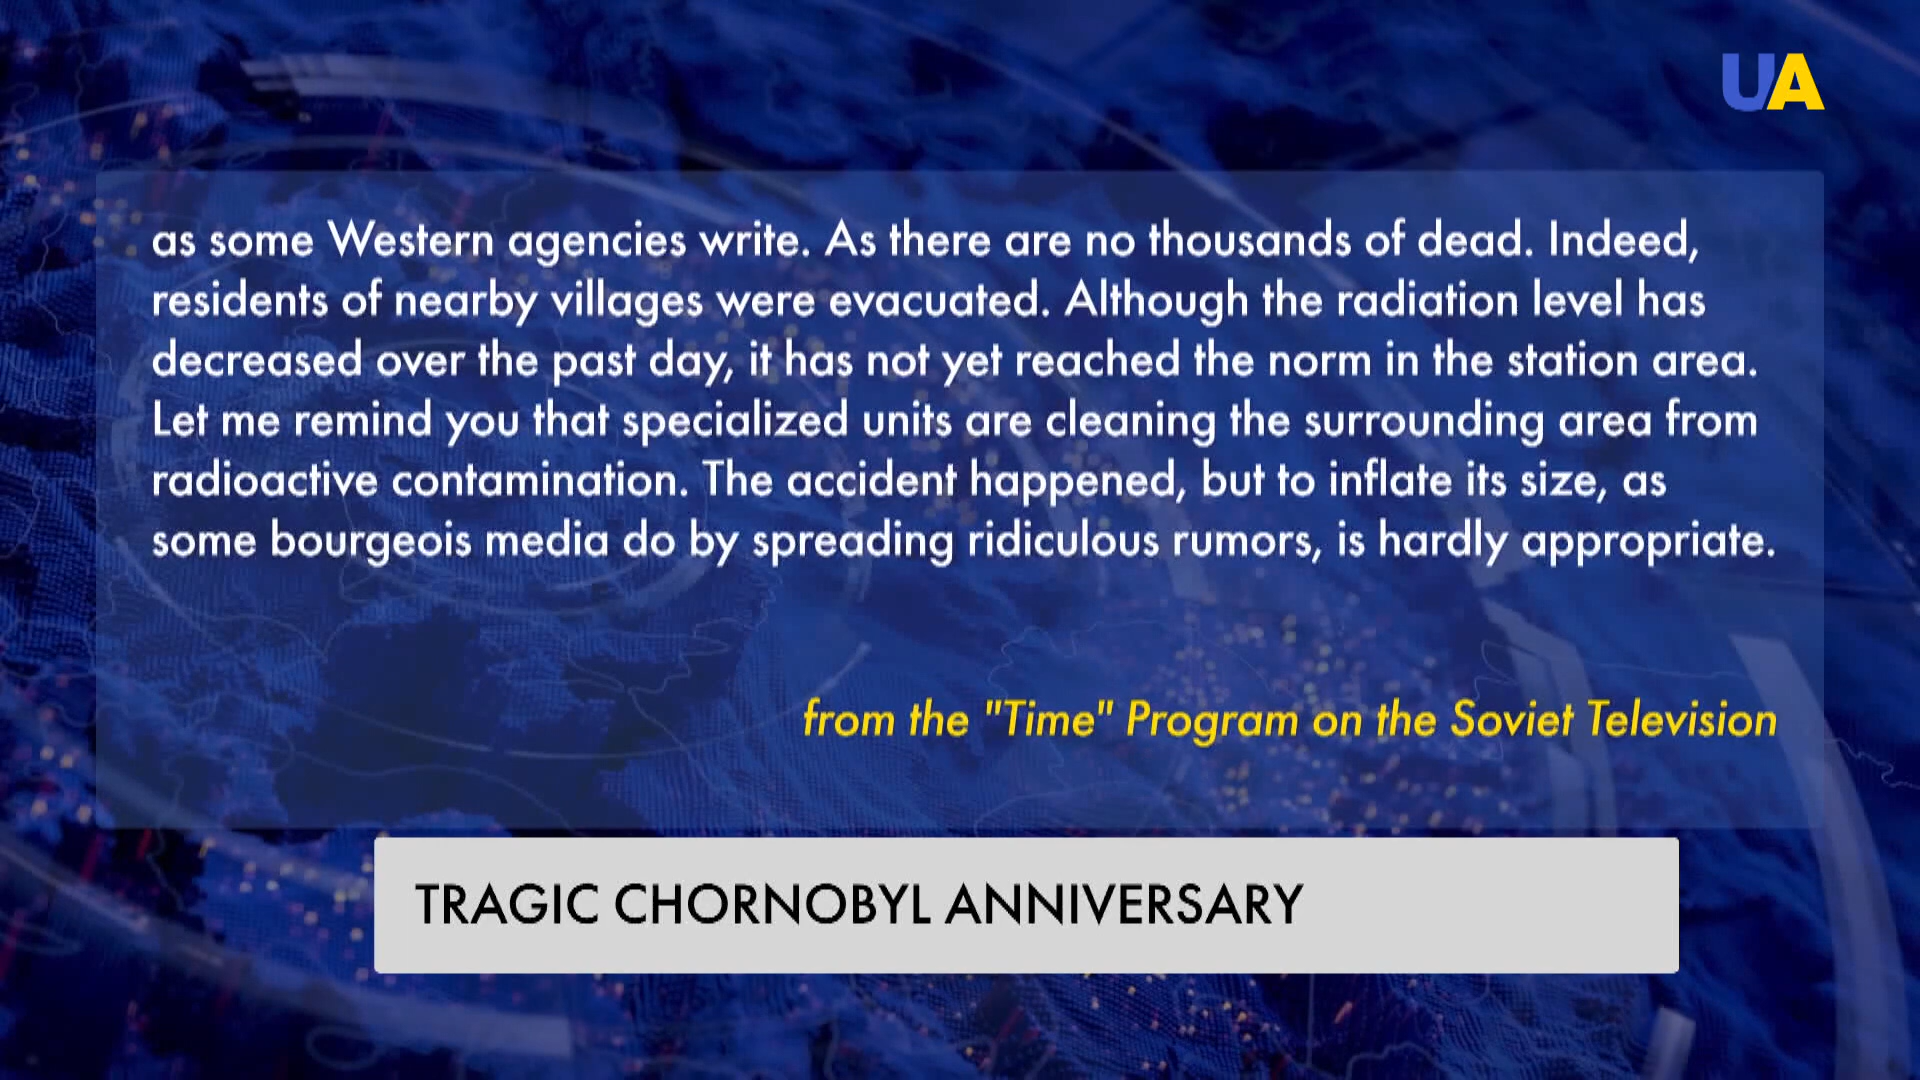 UA
as some Western agencies write. As there are no thousands of dead. Indeed,
residents of nearby villages were evacuated. Although the radiation level has
decreased over the past day, it has not yet reached the norm in the station area.
Let me remind you that specialized units are cleaning the surrounding area from
radioactive contamination. The accident happened, but to inflate its size, as
some bourgeois media do by spreading ridiculous rumors, is hardly appropriate.
from the "Time" Program on the Soviet Television
TRAGIC CHORNOBYL ANNIVERSARY